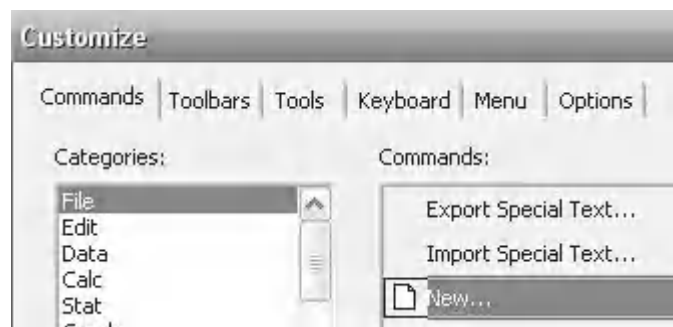 Customize
Commands Toolbars Tools Keyboard Menu Options
Categories:
File
Edit
Data
Calc
Stat
Commands:
Export Special Text...
Import Special Text...
New...